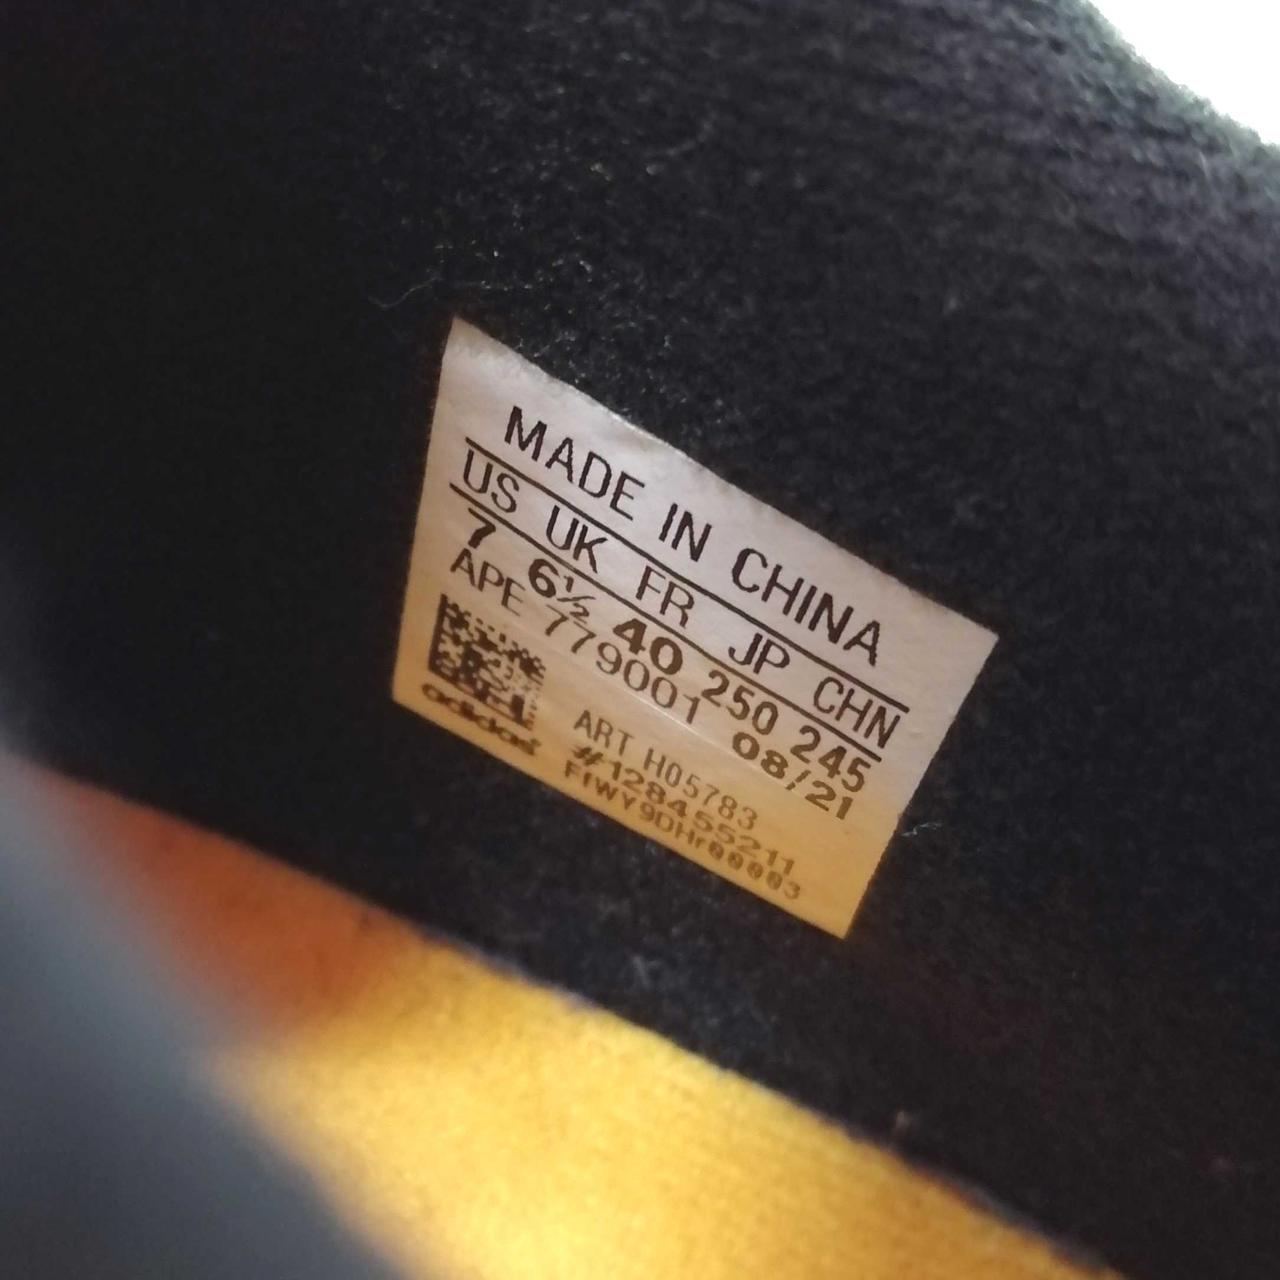 MADE IN CHINA
US UK FR JP CHN
7 6½ 40 250 245
APE 779001 08/21
ART H05783
#128455211
F1WY9DHr00003
adidas